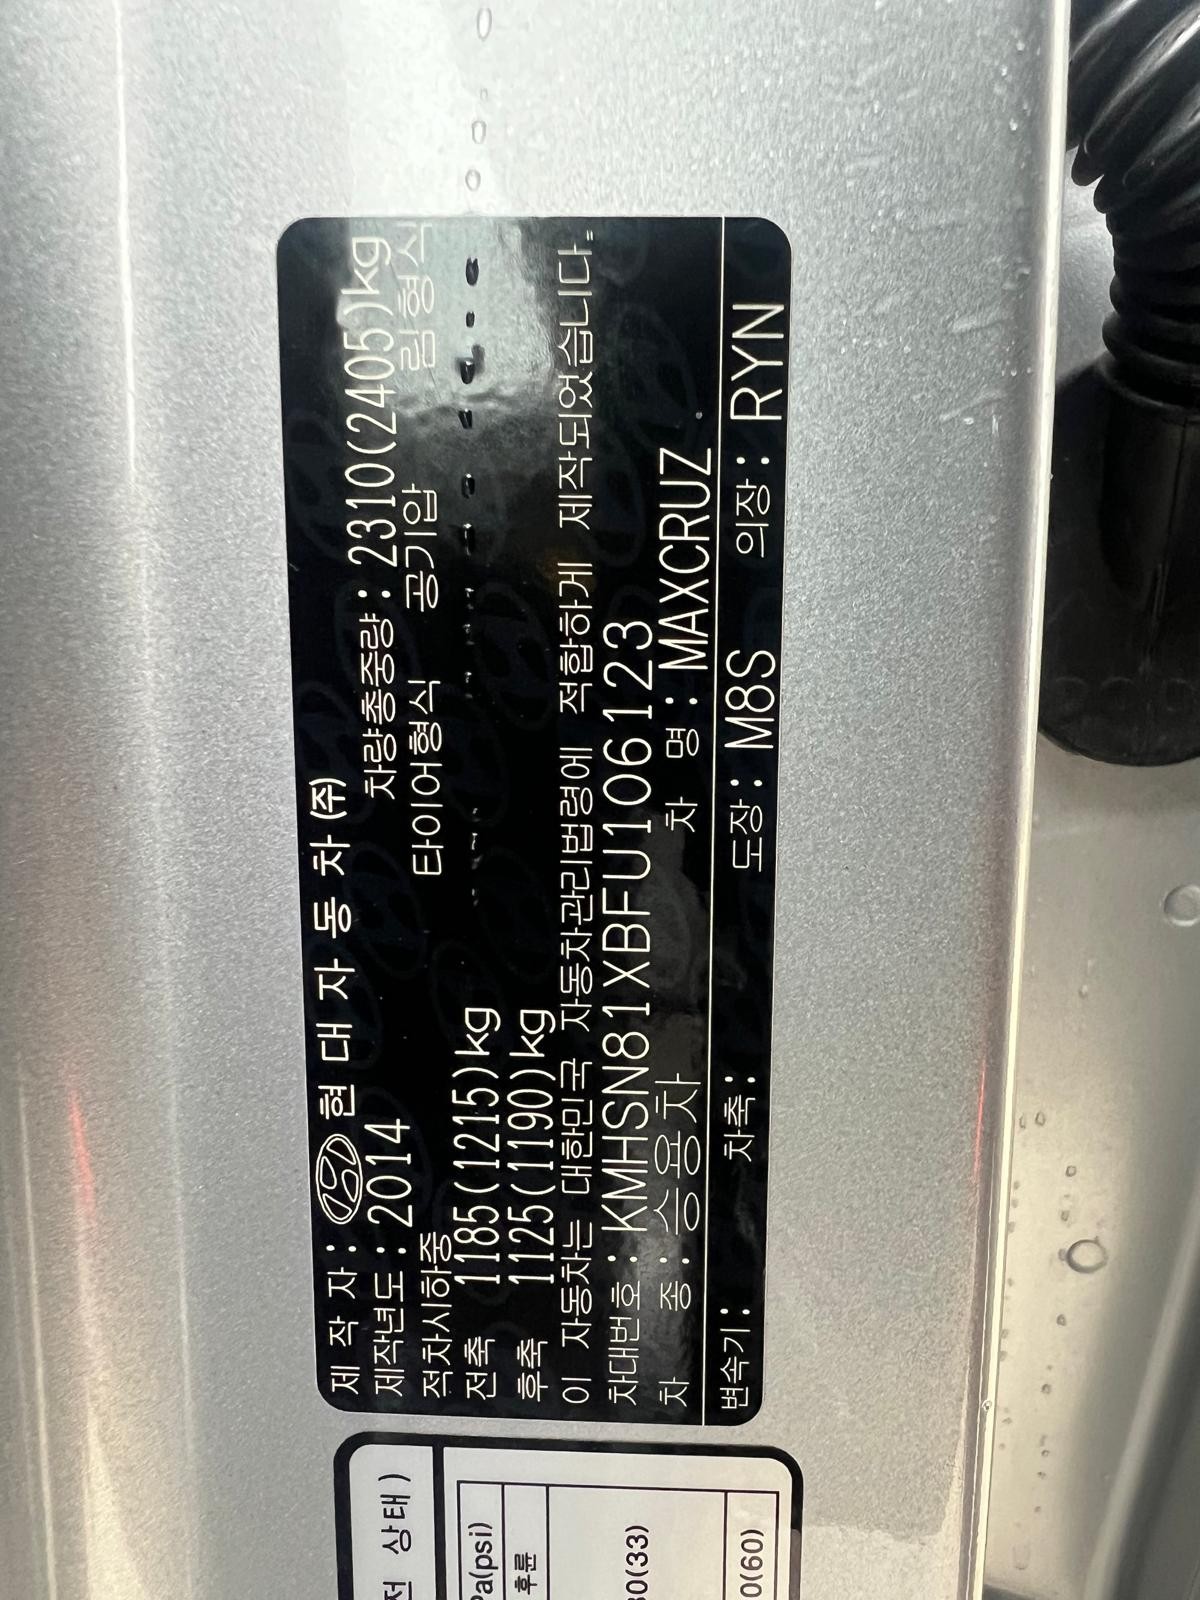 제 작 자 : 현 대 자 동 차 (주)
제작년도 : 2014 차량총중량 : 2310(2405)kg
적차시하중 타이어형식 공기압 림형식
전축 1185(1215)kg
후축 1125(1190)kg
이 자동차는 대한민국 자동차관리법령에 적합하게 제작되었습니다.
차대번호 : KMHSN81XBFU106123
차 종 : 승용차 차 명 : MAXCRUZ
변속기 : 차축 : 도장 : M8S 의장 : RYN
상태)
Pa(psi)
후륜
30(33)
0(60)